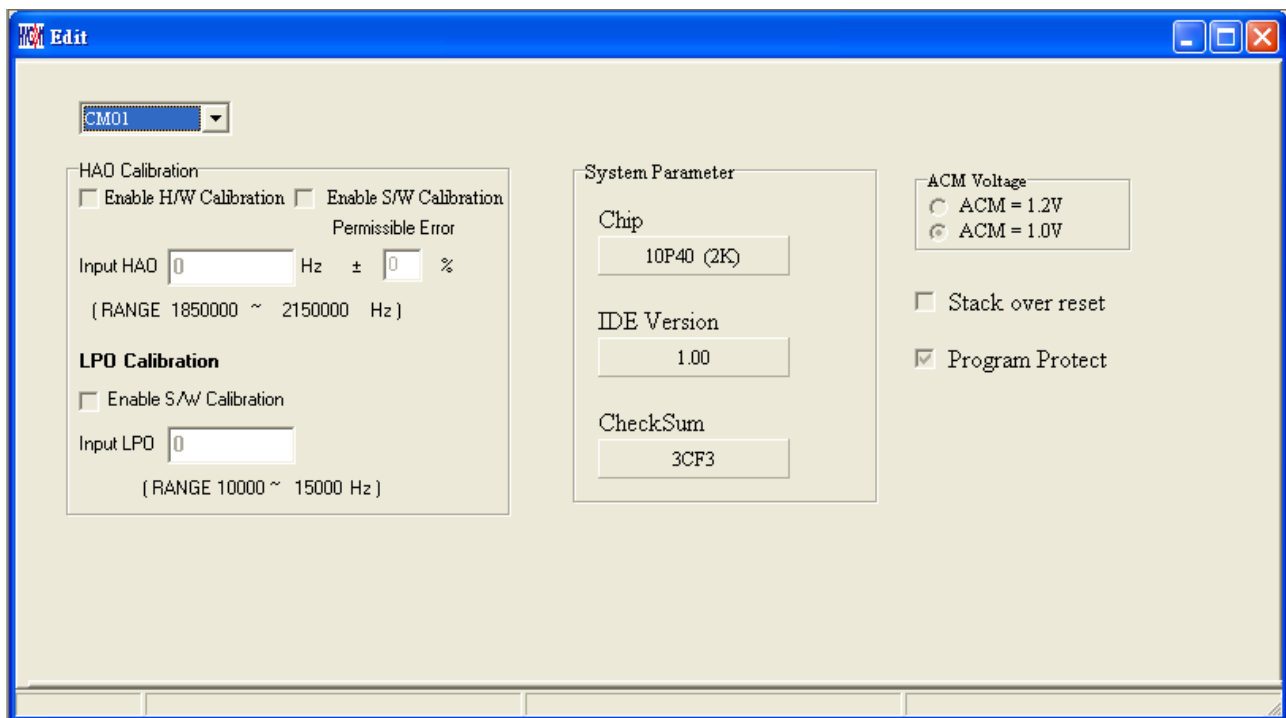 Edit
CM01
HAO Calibration
Enable H/W Calibration Enable S/W Calibration
Permissible Error
Input HAO 0 Hz ± 0 %
( RANGE 1850000 ~ 2150000 Hz )
LPO Calibration
Enable S/W Calibration
Input LPO 0
( RANGE 10000 ~ 15000 Hz )
System Parameter
Chip
10P40 (2K)
IDE Version
1.00
CheckSum
3CF3
ACM Voltage
ACM = 1.2V
ACM = 1.0V
Stack over reset
Program Protect